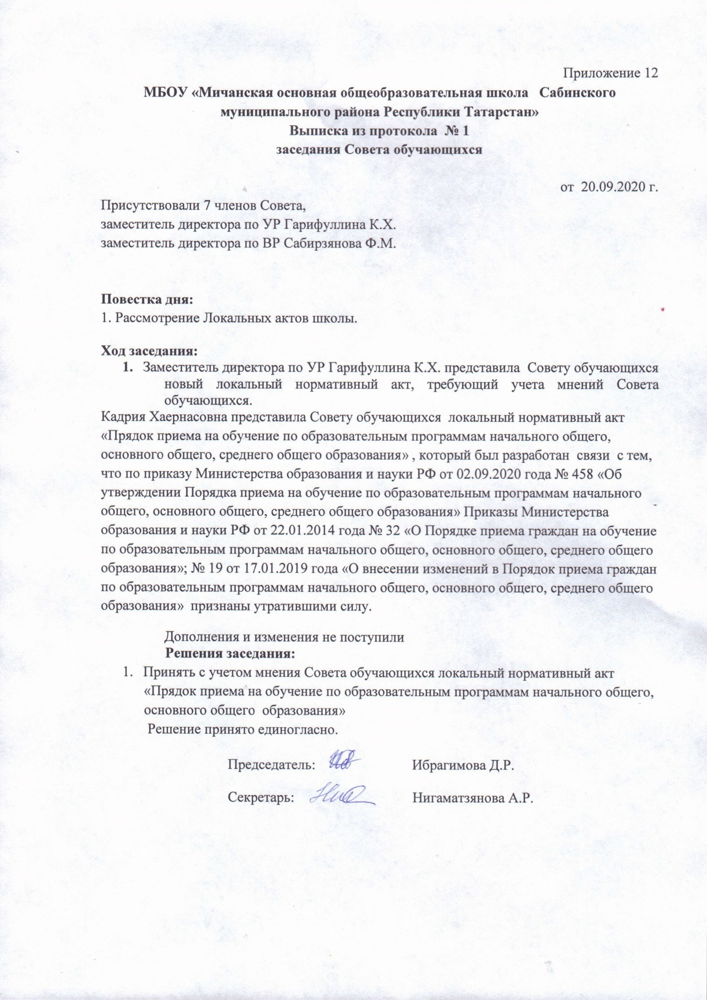 Приложение 12
МБОУ «Мичанская основная общеобразовательная школа Сабинского
муниципального района Республики Татарстан»
Выписка из протокола № 1
заседания Совета обучающихся
от 20.09.2020 г.
Присутствовали 7 членов Совета,
заместитель директора по УР Гарифуллина К.Х.
заместитель директора по ВР Сабирзянова Ф.М.
Повестка дня:
1. Рассмотрение Локальных актов школы.
Ход заседания:
1. Заместитель директора по УР Гарифуллина К.Х. представила Совету обучающихся
новый локальный нормативный акт, требующий учета мнений Совета
обучающихся.
Кадрия Хаернасовна представила Совету обучающихся локальный нормативный акт
«Прядок приема на обучение по образовательным программам начального общего,
основного общего, среднего общего образования» , который был разработан связи с тем,
что по приказу Министерства образования и науки РФ от 02.09.2020 года № 458 «Об
утверждении Порядка приема на обучение по образовательным программам начального
общего, основного общего, среднего общего образования» Приказы Министерства
образования и науки РФ от 22.01.2014 года № 32 «О Порядке приема граждан на обучение
по образовательным программам начального общего, основного общего, среднего общего
образования»; № 19 от 17.01.2019 года «О внесении изменений в Порядок приема граждан
по образовательным программам начального общего, основного общего, среднего общего
образования» признаны утратившими силу.
Дополнения и изменения не поступили
Решения заседания:
1. Принять с учетом мнения Совета обучающихся локальный нормативный акт
«Прядок приема на обучение по образовательным программам начального общего,
основного общего образования»
Решение принято единогласно.
Председатель: Ибрагимова Д.Р.
Секретарь: Нигаматзянова А.Р.